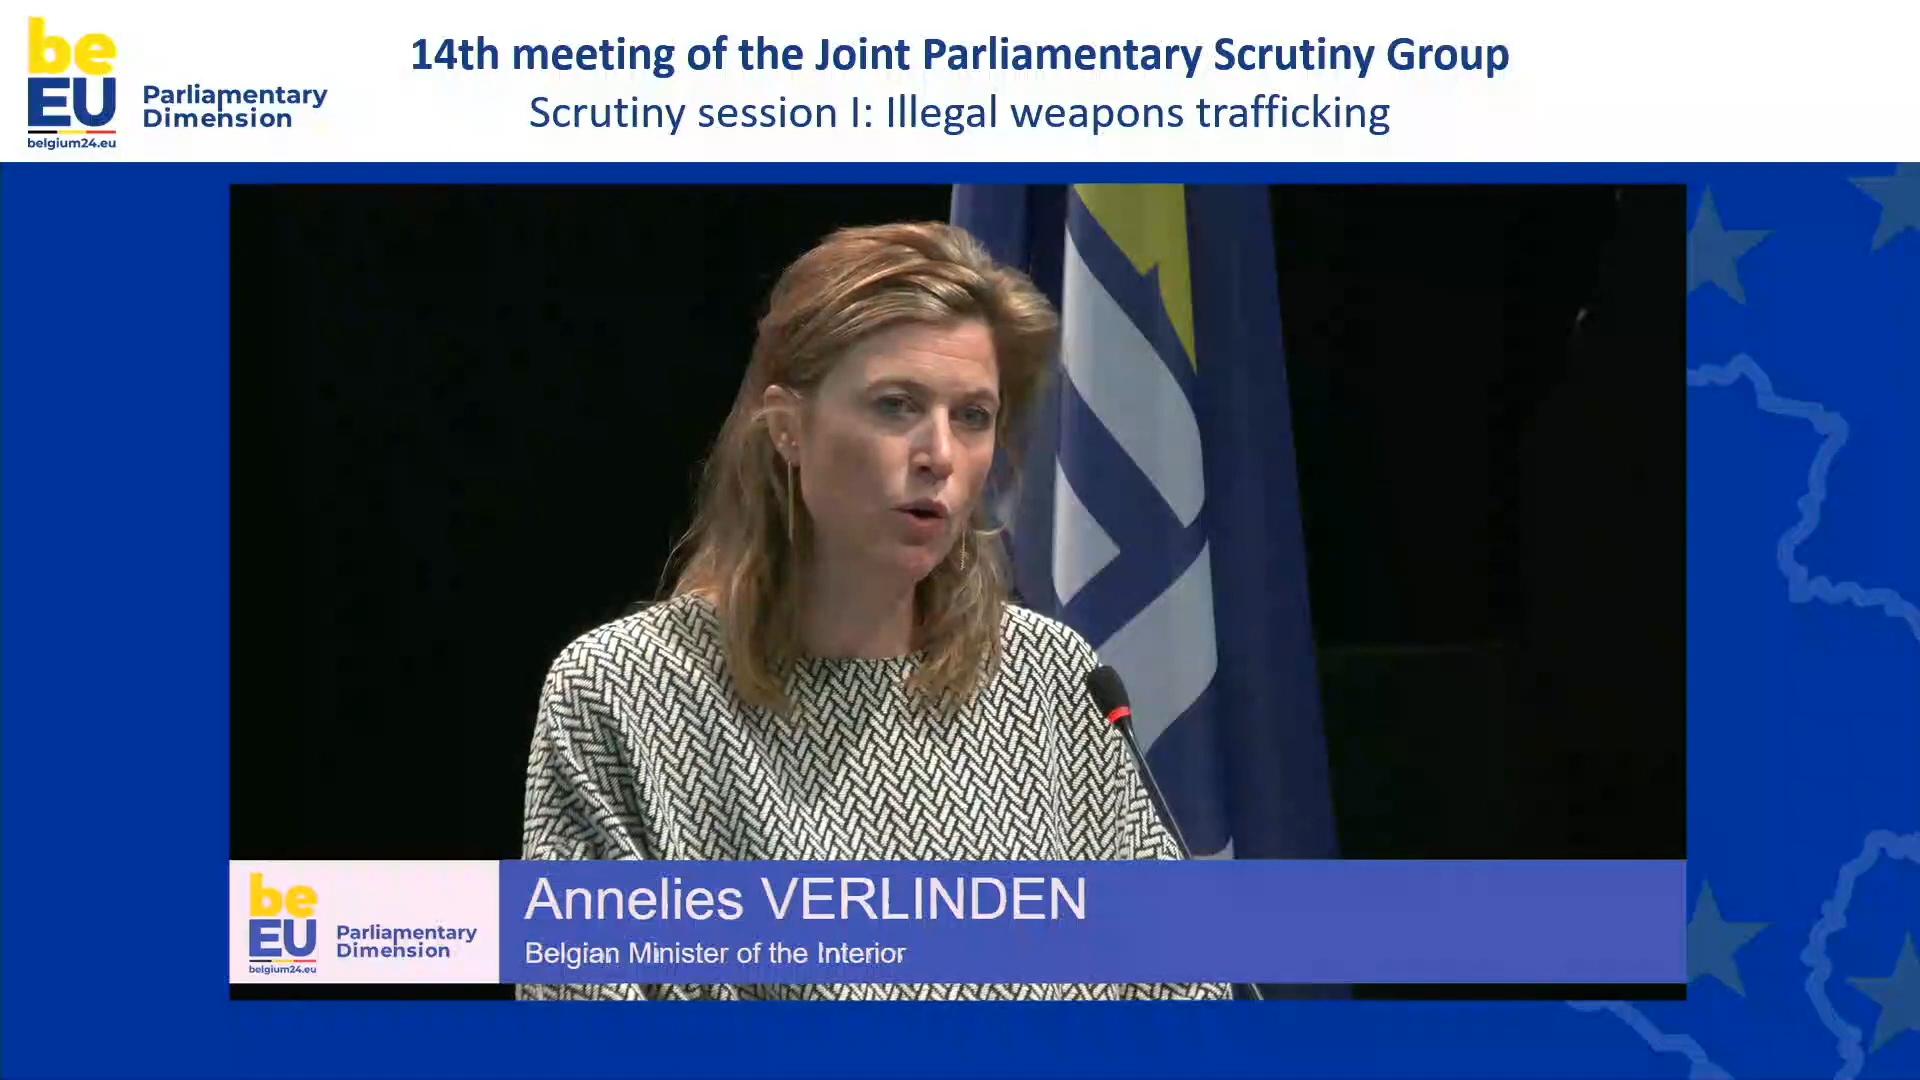 be
EU
Parliamentary
Dimension
belgium24.eu
14th meeting of the Joint Parliamentary Scrutiny Group
Scrutiny session I: Illegal weapons trafficking
be
EU
Parliamentary
Dimension
belgium24.eu
Annelies VERLINDEN
Belgian Minister of the Interior